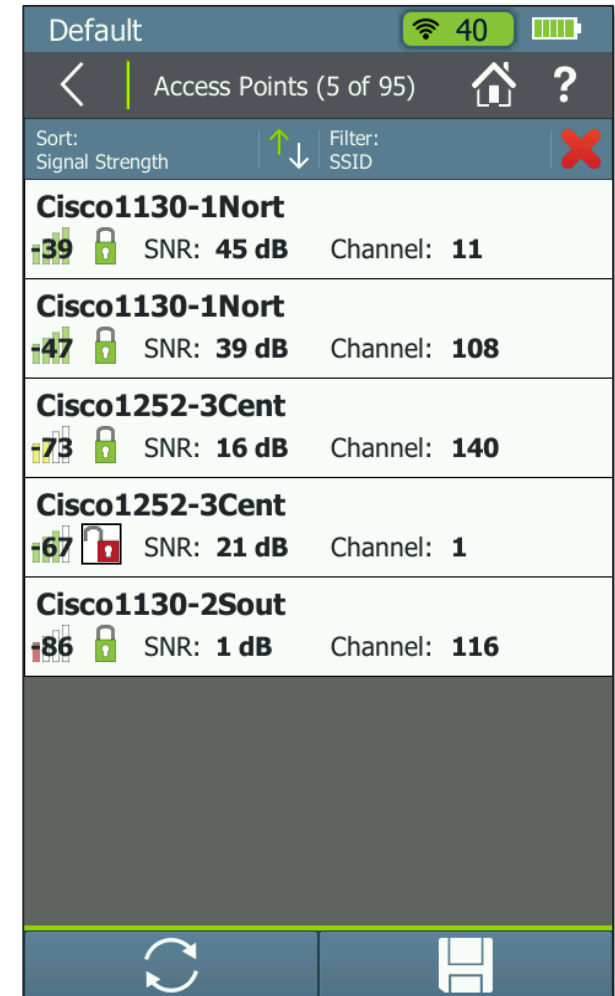 Default 40
Access Points (5 of 95) ?
Sort: Filter:
Signal Strength SSID
Cisco1130-1Nort
-39 SNR: 45 dB Channel: 11
Cisco1130-1Nort
-47 SNR: 39 dB Channel: 108
Cisco1252-3Cent
-73 SNR: 16 dB Channel: 140
Cisco1252-3Cent
-67 SNR: 21 dB Channel: 1
Cisco1130-2Sout
-86 SNR: 1 dB Channel: 116